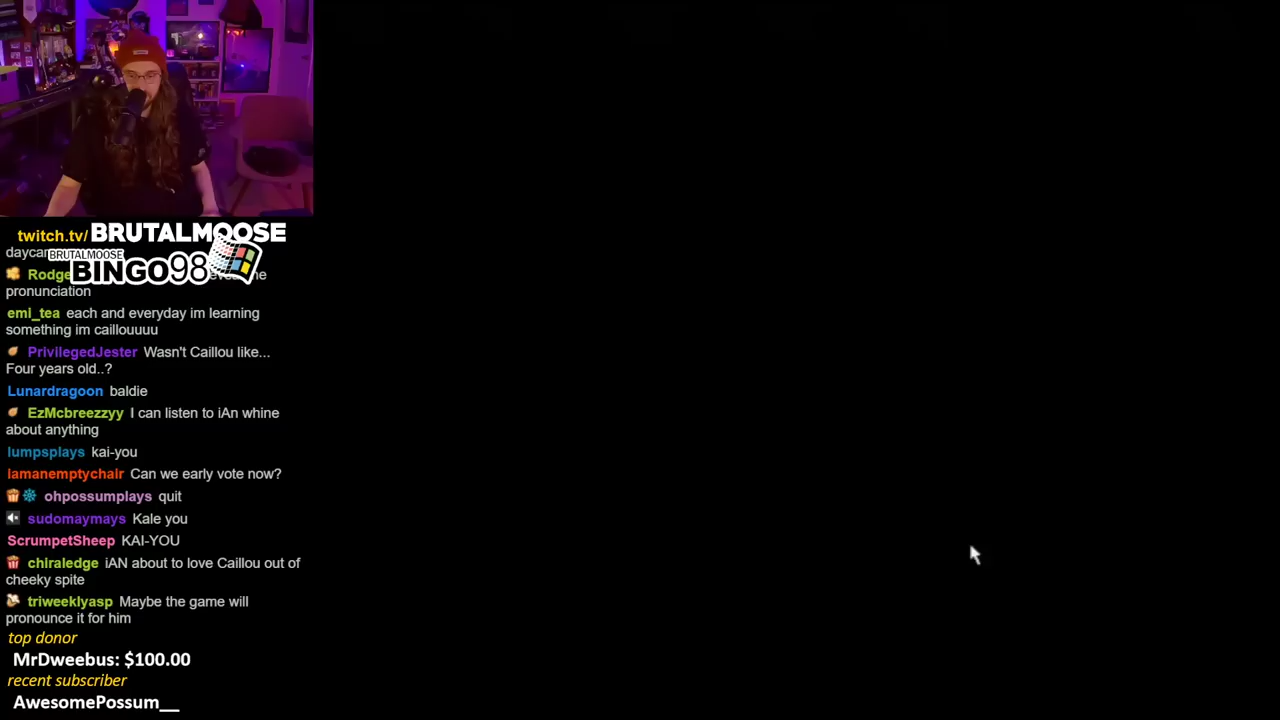 twitch.tv/BRUTALMOOSE
BRUTALMOOSE
BINGO98
pronunciation
emi_tea each and everyday im learning
something im caillouuuu
PrivilegedJester Wasn't Caillou like...
Four years old..?
Lunardragoon baldie
EzMcbreezzyy I can listen to iAn whine
about anything
lumpsplays kai-you
Iamanemptychair Can we early vote now?
ohpossumplays quit
sudomaymays Kale you
ScrumpetSheep KAI-YOU
chiraledge iAN about to love Caillou out of
cheeky spite
triweeklyasp Maybe the game will
pronounce it for him
top donor
MrDweebus: $100.00
recent subscriber
AwesomePossum__